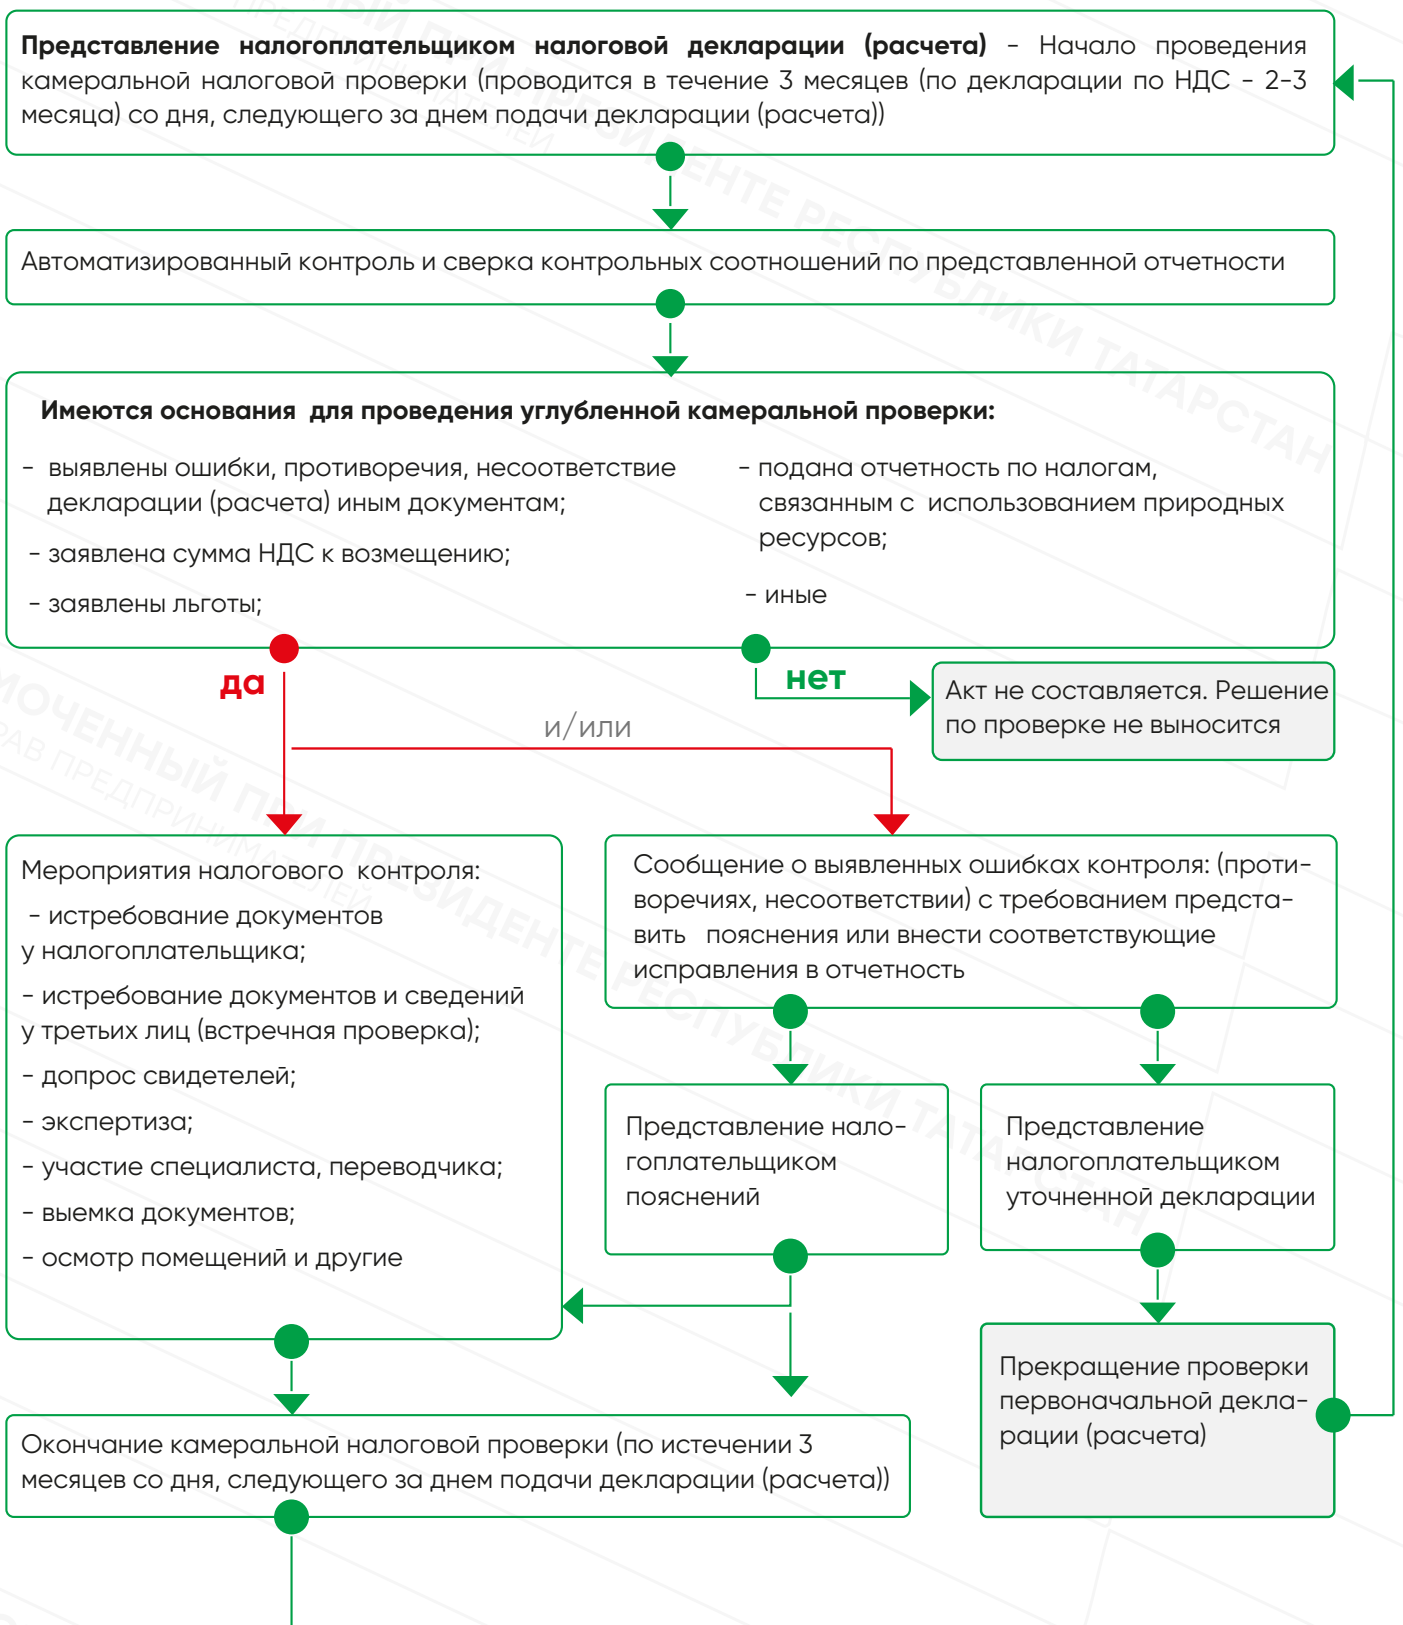 Представление налогоплательщиком налоговой декларации (расчета) - Начало проведения
камеральной налоговой проверки (проводится в течение 3 месяцев (по декларации по НДС - 2-3
месяца) со дня, следующего за днем подачи декларации (расчета))
Автоматизированный контроль и сверка контрольных соотношений по представленной отчетности
Имеются основания для проведения углубленной камеральной проверки:
- выявлены ошибки, противоречия, несоответствие
декларации (расчета) иным документам;
- заявлена сумма НДС к возмещению;
- заявлены льготы;
- подана отчетность по налогам,
связанным с использованием природных
ресурсов;
- иные
да
нет
Акт не составляется. Решение
по проверке не выносится
и/или
Мероприятия налогового контроля:
- истребование документов
у налогоплательщика;
- истребование документов и сведений
у третьих лиц (встречная проверка);
- допрос свидетелей;
- экспертиза;
- участие специалиста, переводчика;
- выемка документов;
- осмотр помещений и другие
Сообщение о выявленных ошибках контроля: (проти-
воречиях, несоответствии) с требованием предста-
вить пояснения или внести соответствующие
исправления в отчетность
Представление нало-
гоплательщиком
пояснений
Представление
налогоплательщиком
уточненной декларации
Прекращение проверки
первоначальной декла-
рации (расчета)
Окончание камеральной налоговой проверки (по истечении 3
месяцев со дня, следующего за днем подачи декларации (расчета))